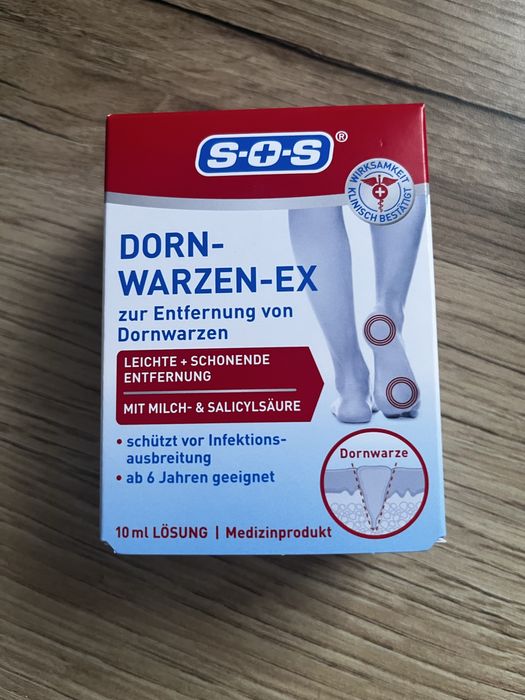 S+O+S®
WIRKSAMKEIT
KLINISCH BESTÄTIGT
DORN-
WARZEN-EX
zur Entfernung von
Dornwarzen
LEICHTE + SCHONENDE
ENTFERNUNG
MIT MILCH- & SALICYLSÄURE
• schützt vor Infektions-
ausbreitung
• ab 6 Jahren geeignet
Dornwarze
10 ml LÖSUNG | Medizinprodukt